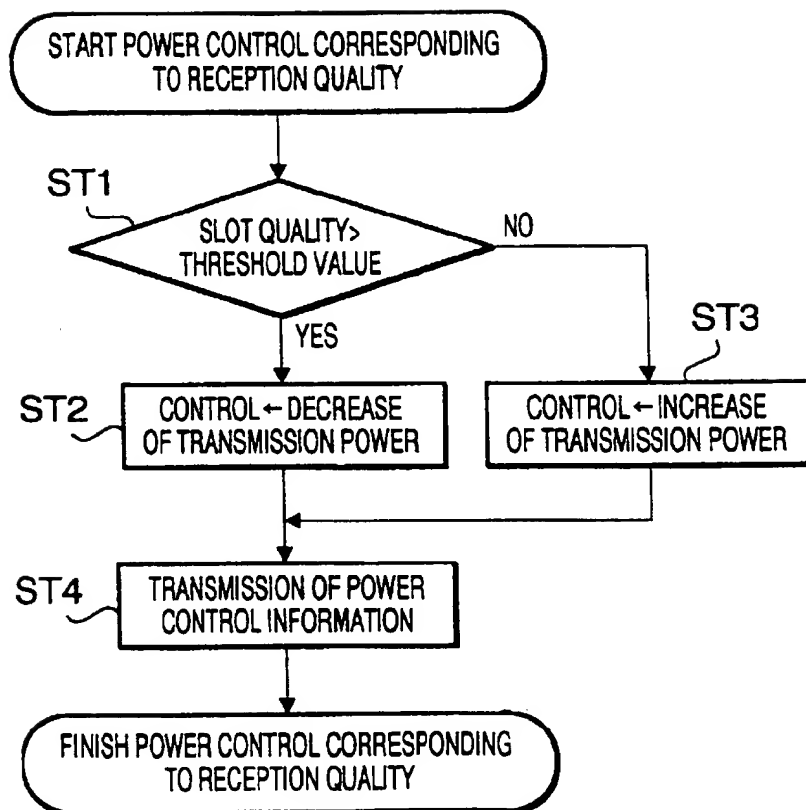 START POWER CONTROL CORRESPONDING
TO RECEPTION QUALITY
ST1
SLOT QUALITY>
THRESHOLD VALUE
NO
YES
ST2
CONTROL ← DECREASE
OF TRANSMISSION POWER
ST3
CONTROL ← INCREASE
OF TRANSMISSION POWER
ST4
TRANSMISSION OF POWER
CONTROL INFORMATION
FINISH POWER CONTROL CORRESPONDING
TO RECEPTION QUALITY